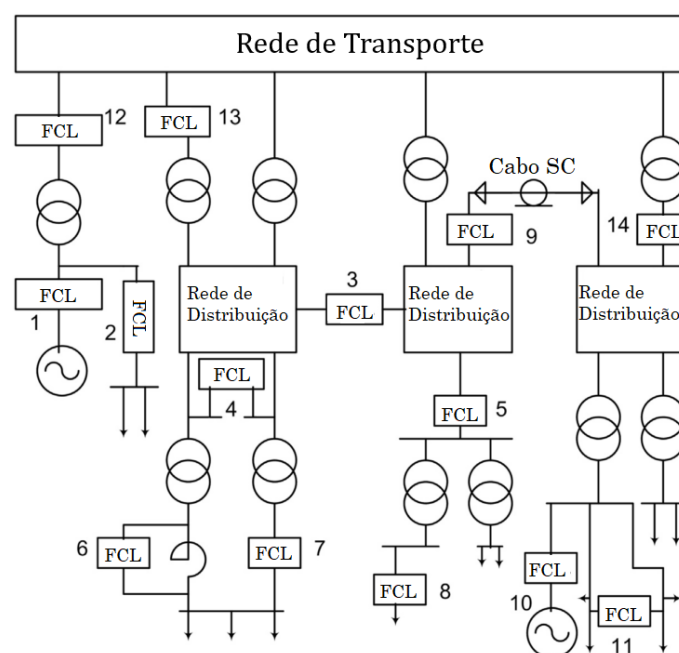 Rede de Transporte
FCL
12
FCL
13
Cabo SC
FCL
9
14
FCL
FCL
1
2
FCL
Rede de
Distribuição
3
FCL
Rede de
Distribuição
Rede de
Distribuição
FCL
4
FCL
5
6
FCL
FCL
7
FCL
8
FCL
10
FCL
11